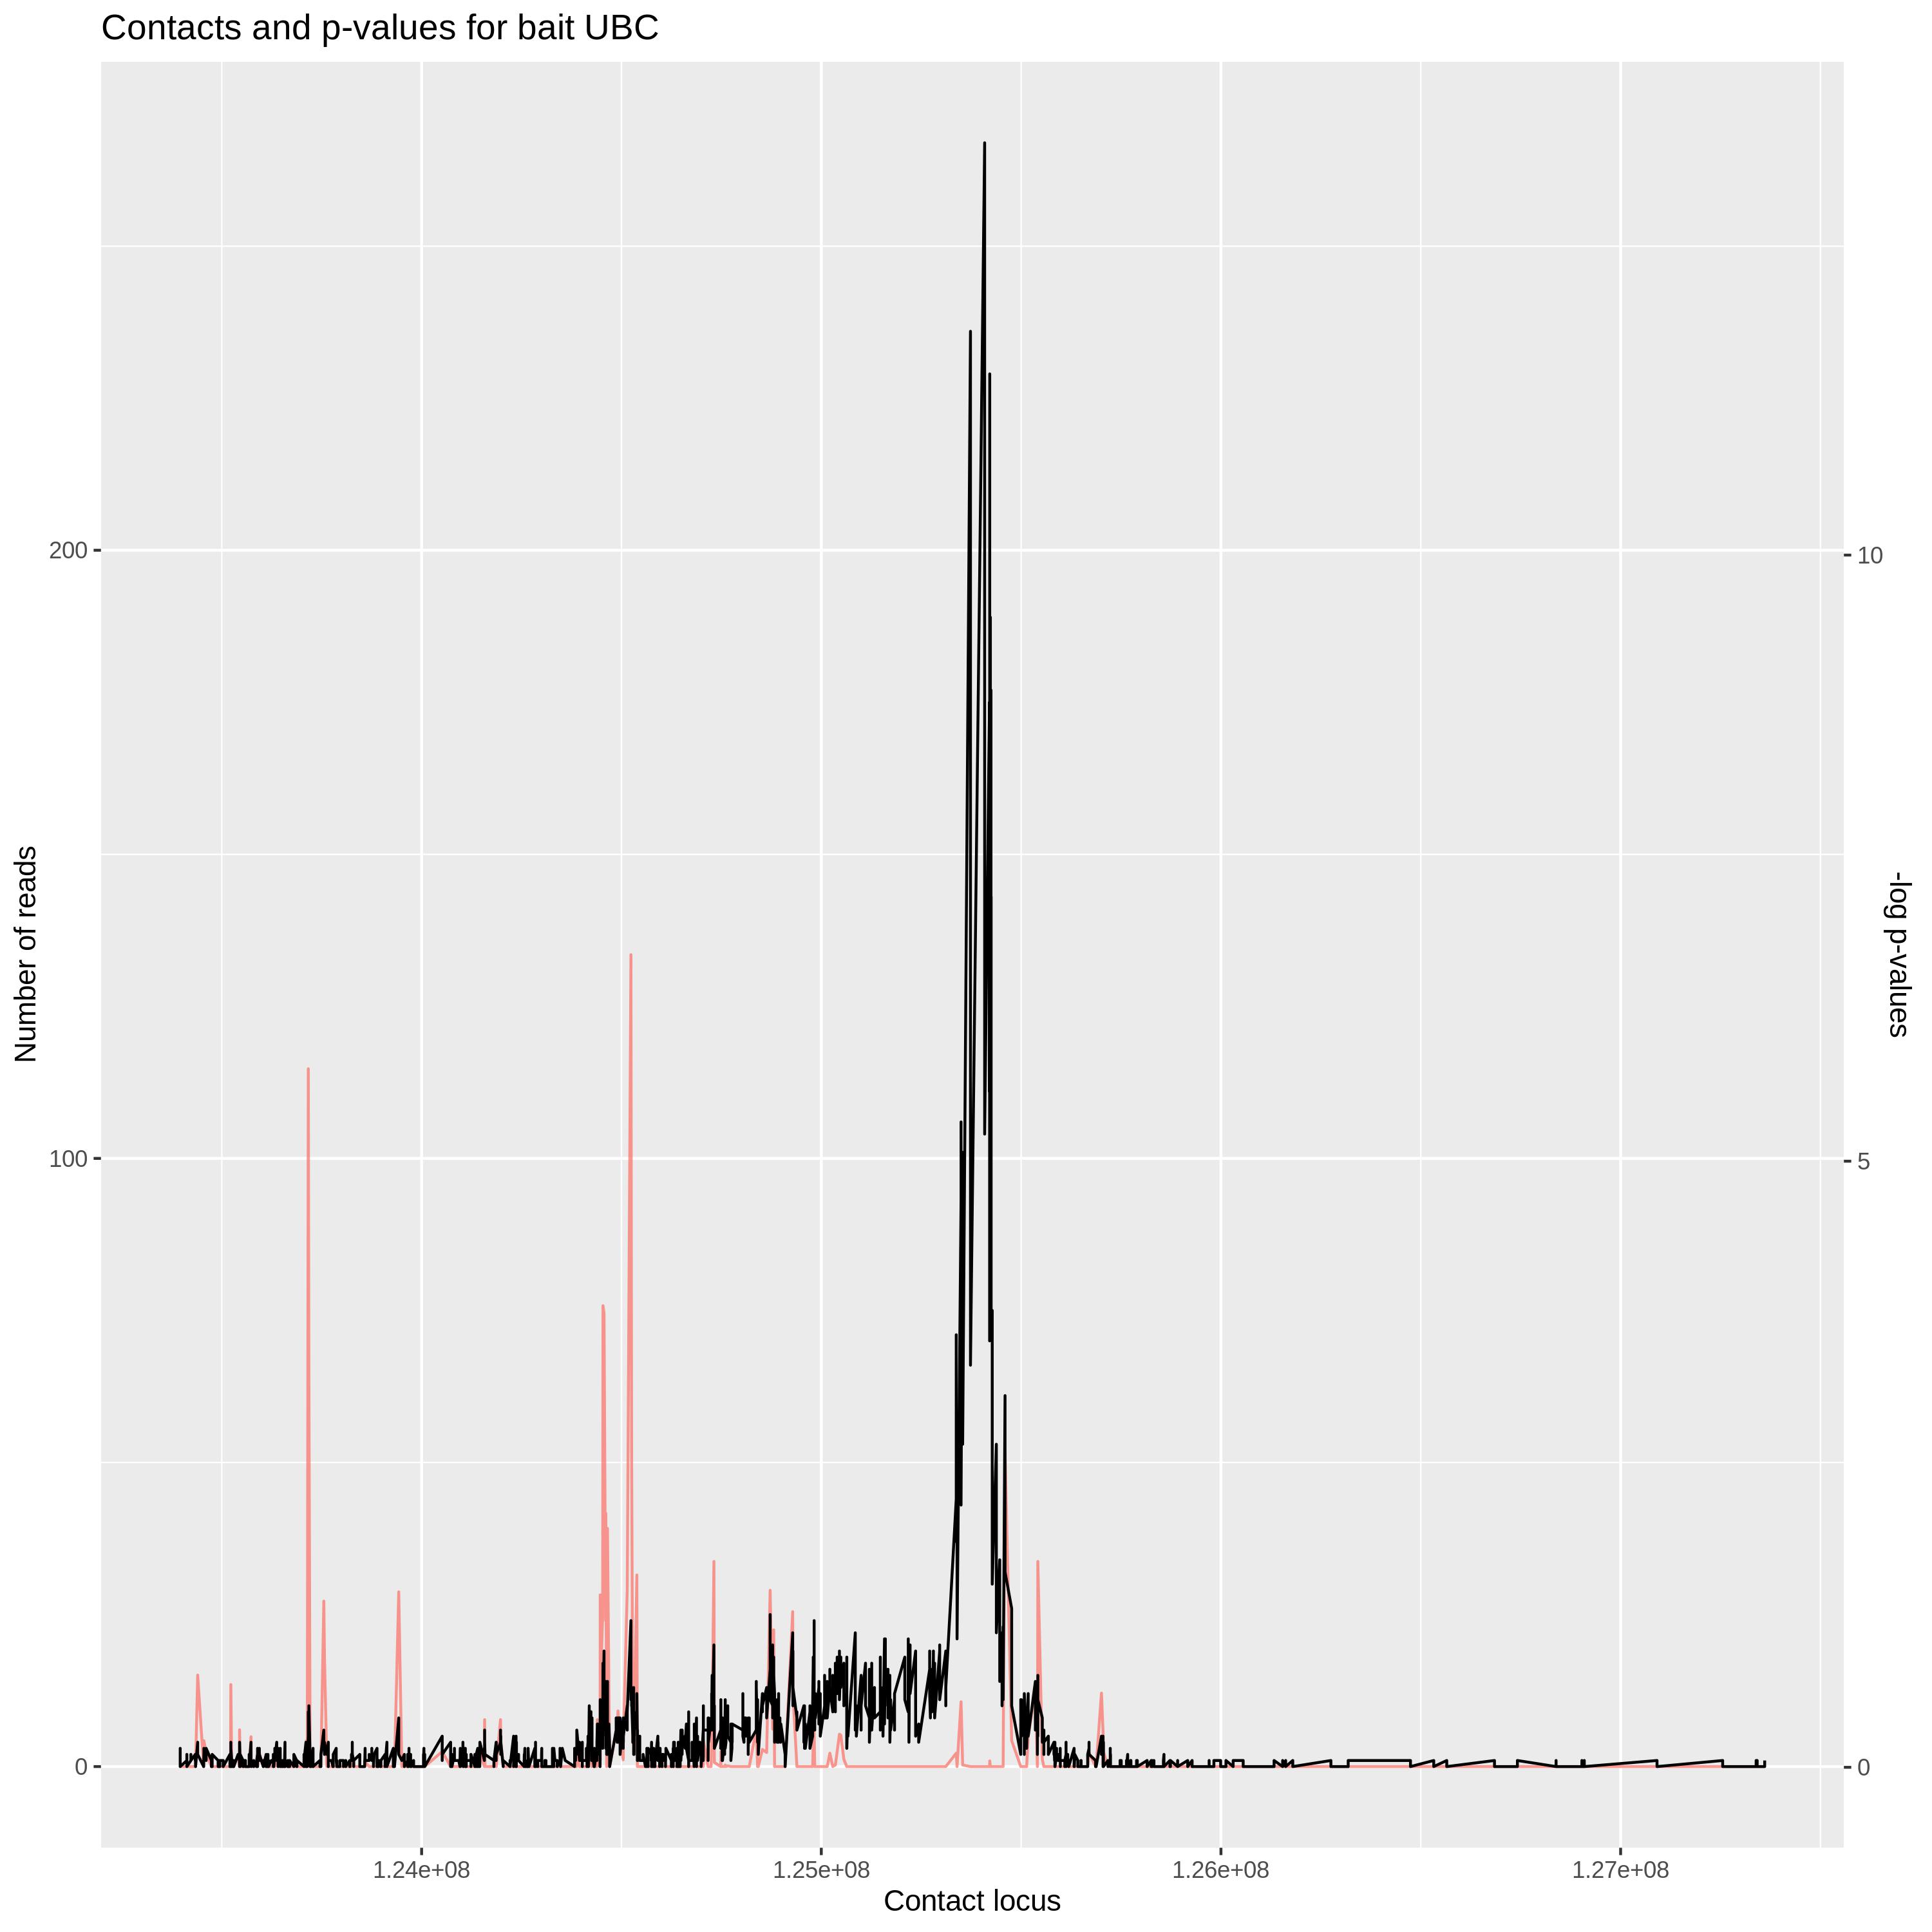 Contacts and p-values for bait UBC
200
100
0
Number of reads
10
5
0
-log p-values
1.24e+08
1.25e+08
1.26e+08
1.27e+08
Contact locus